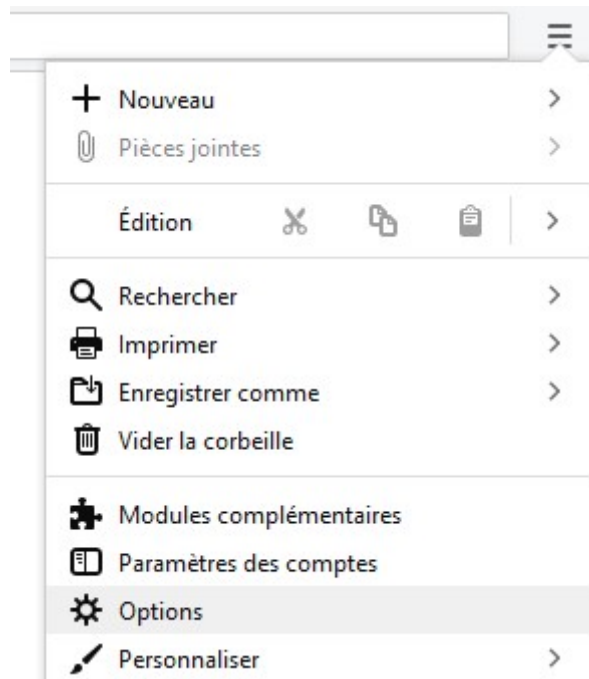 Nouveau
Pièces jointes
Édition
Rechercher
Imprimer
Enregistrer comme
Vider la corbeille
Modules complémentaires
Paramètres des comptes
Options
Personnaliser